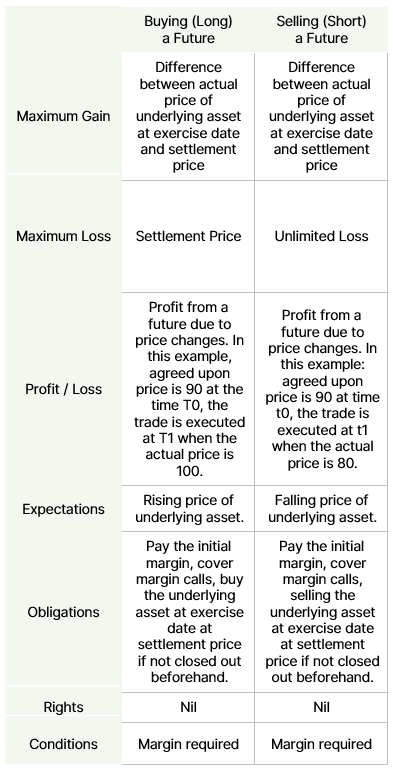 Buying (Long)
a Future
Selling (Short)
a Future
Maximum Gain
Difference
between actual
price of
underlying asset
at exercise date
and settlement
price
Difference
between actual
price of
underlying asset
at exercise date
and settlement
price
Maximum Loss
Settlement Price
Unlimited Loss
Profit / Loss
Profit from a
future due to
price changes. In
this example,
agreed upon
price is 90 at the
time T0, the
trade is executed
at T1 when the
actual price is
100.
Profit from a
future due to
price changes. In
this example:
agreed upon
price is 90 at time
t0, the trade is
executed at t1
when the actual
price is 80.
Expectations
Rising price of
underlying asset.
Falling price of
underlying asset.
Obligations
Pay the initial
margin, cover
margin calls, buy
the underlying
asset at exercise
date at
settlement price
if not closed out
beforehand.
Pay the initial
margin, cover
margin calls,
selling the
underlying asset
at exercise date
at settlement
price if not closed
out beforehand.
Rights
Nil
Nil
Conditions
Margin required
Margin required